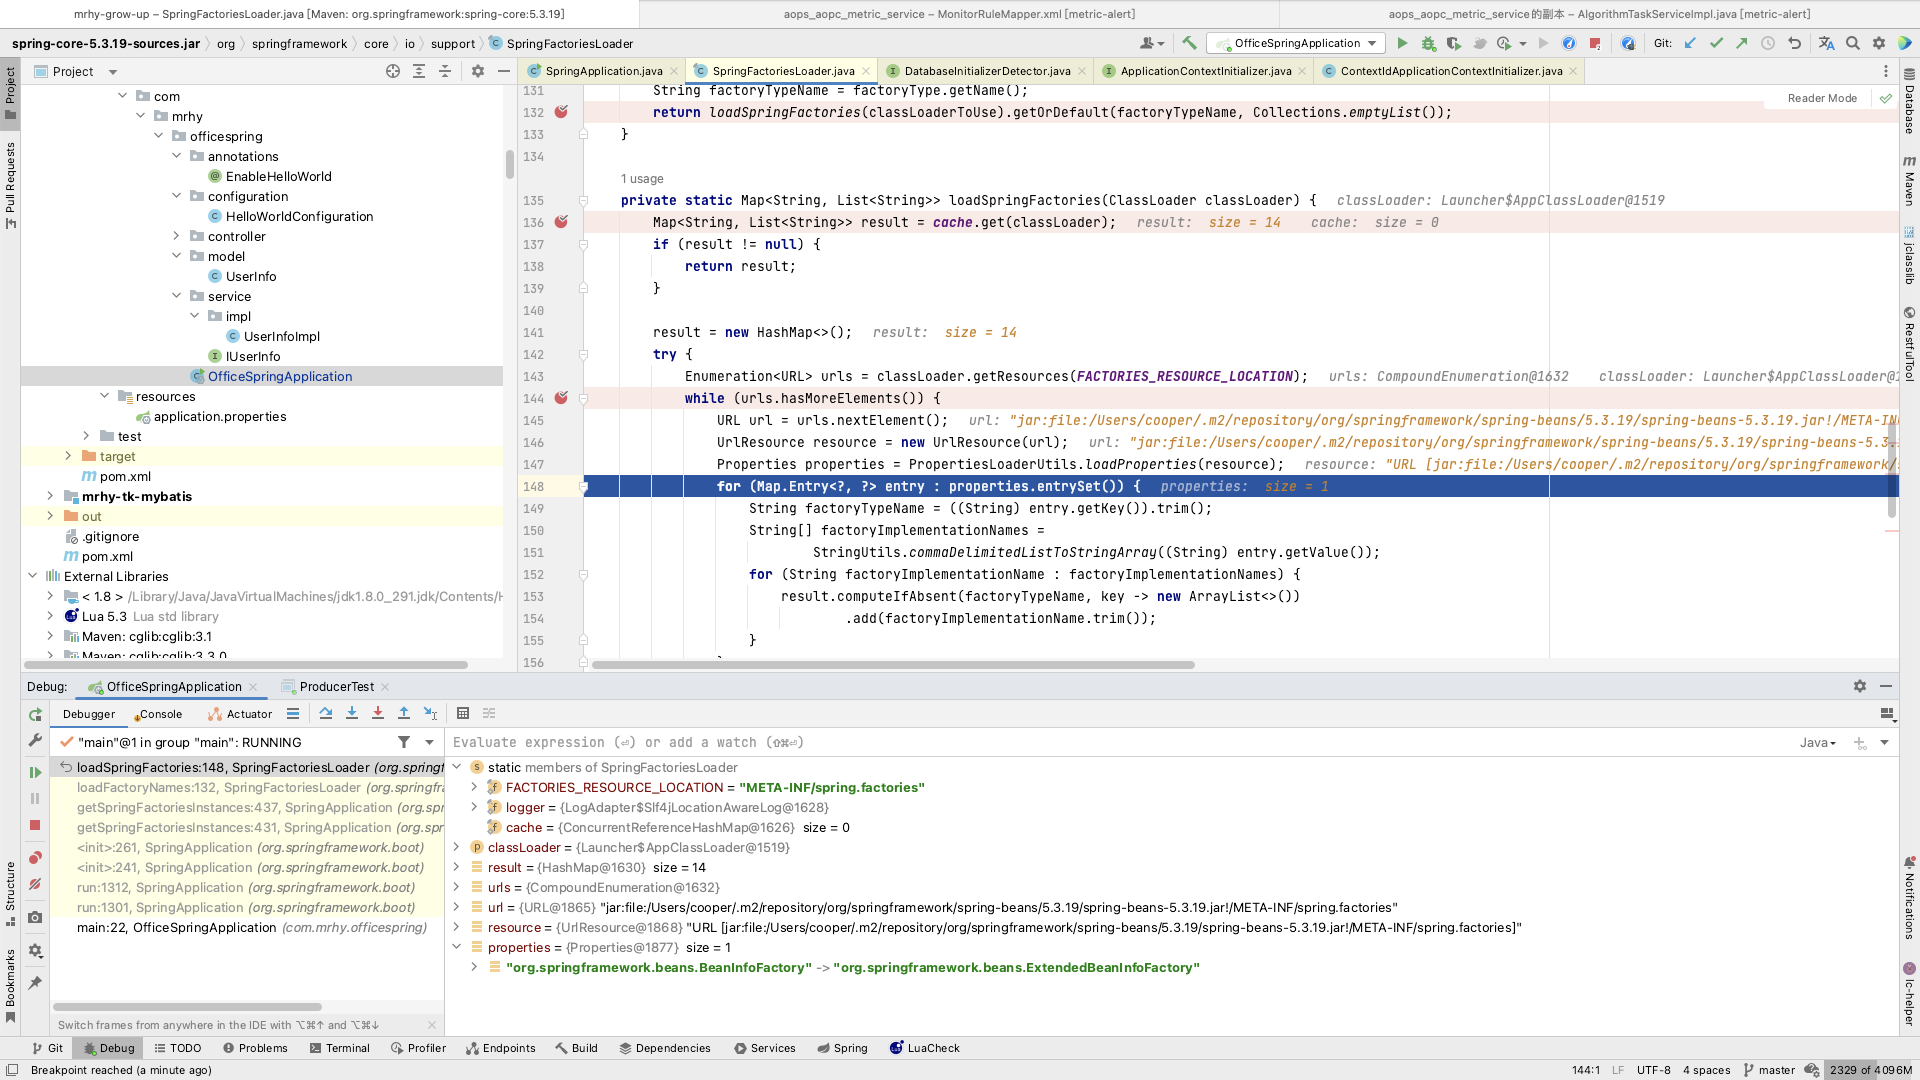 mrhy-grow-up – SpringFactoriesLoader.java [Maven: org.springframework:spring-core:5.3.19]
aops_aopc_metric_service – MonitorRuleMapper.xml [metric-alert]
aops_aopc_metric_service的副本 – AlgorithmTaskServiceImpl.java [metric-alert]
spring-core-5.3.19-sources.jar org springframework core io support SpringFactoriesLoader
OfficeSpringApplication
Git:
Project
SpringApplication.java
SpringFactoriesLoader.java
DatabaseInitializerDetector.java
ApplicationContextInitializer.java
ContextIdApplicationContextInitializer.java
Project
Pull Requests
Structure
Bookmarks
com
mrhy
officespring
annotations
EnableHelloWorld
configuration
HelloWorldConfiguration
controller
model
UserInfo
service
impl
UserInfoImpl
IUserInfo
OfficeSpringApplication
resources
application.properties
test
target
pom.xml
mrhy-tk-mybatis
out
.gitignore
pom.xml
External Libraries
< 1.8 > /Library/Java/JavaVirtualMachines/jdk1.8.0_291.jdk/Contents/H
Lua 5.3 Lua std library
Maven: cglib:cglib:3.1
Maven: cglib:cglib:3.3.0
Reader Mode
131 String factoryTypeName = factoryType.getName();
132 return loadSpringFactories(classLoaderToUse).getOrDefault(factoryTypeName, Collections.emptyList());
133 }
134
1 usage
135 private static Map<String, List<String>> loadSpringFactories(ClassLoader classLoader) { classLoader: Launcher$AppClassLoader@1519
136 Map<String, List<String>> result = cache.get(classLoader); result: size = 14 cache: size = 0
137 if (result != null) {
138 return result;
139 }
140
141 result = new HashMap<>(); result: size = 14
142 try {
143 Enumeration<URL> urls = classLoader.getResources(FACTORIES_RESOURCE_LOCATION); urls: CompoundEnumeration@1632 classLoader: Launcher$AppClassLoader@1
144 while (urls.hasMoreElements()) {
145 URL url = urls.nextElement(); url: "jar:file:/Users/cooper/.m2/repository/org/springframework/spring-beans/5.3.19/spring-beans-5.3.19.jar!/META-IN
146 UrlResource resource = new UrlResource(url); url: "jar:file:/Users/cooper/.m2/repository/org/springframework/spring-beans/5.3.19/spring-beans-5.3.
147 Properties properties = PropertiesLoaderUtils.loadProperties(resource); resource: "URL [jar:file:/Users/cooper/.m2/repository/org/springframework/
148 for (Map.Entry<?, ?> entry : properties.entrySet()) { properties: size = 1
149 String factoryTypeName = ((String) entry.getKey()).trim();
150 String[] factoryImplementationNames =
151 StringUtils.commaDelimitedListToStringArray((String) entry.getValue());
152 for (String factoryImplementationName : factoryImplementationNames) {
153 result.computeIfAbsent(factoryTypeName, key -> new ArrayList<>())
154 .add(factoryImplementationName.trim());
155 }
156
Database
Maven
jclasslib
RestfulTool
Notifications
lc-helper
Debug: OfficeSpringApplication ProducerTest
Debugger Console Actuator
"main"@1 in group "main": RUNNING
loadSpringFactories:148, SpringFactoriesLoader (org.springf
loadFactoryNames:132, SpringFactoriesLoader (org.springfra
getSpringFactoriesInstances:437, SpringApplication (org.spr
getSpringFactoriesInstances:431, SpringApplication (org.spr
<init>:261, SpringApplication (org.springframework.boot)
<init>:241, SpringApplication (org.springframework.boot)
run:1312, SpringApplication (org.springframework.boot)
run:1301, SpringApplication (org.springframework.boot)
main:22, OfficeSpringApplication (com.mrhy.officespring)
Switch frames from anywhere in the IDE with ⌥⌘↑ and ⌥⌘↓
Evaluate expression (⏎) or add a watch (⇧⌘⏎)
Java
static members of SpringFactoriesLoader
FACTORIES_RESOURCE_LOCATION = "META-INF/spring.factories"
logger = {LogAdapter$Slf4jLocationAwareLog@1628}
cache = {ConcurrentReferenceHashMap@1626} size = 0
classLoader = {Launcher$AppClassLoader@1519}
result = {HashMap@1630} size = 14
urls = {CompoundEnumeration@1632}
url = {URL@1865} "jar:file:/Users/cooper/.m2/repository/org/springframework/spring-beans/5.3.19/spring-beans-5.3.19.jar!/META-INF/spring.factories"
resource = {UrlResource@1868} "URL [jar:file:/Users/cooper/.m2/repository/org/springframework/spring-beans/5.3.19/spring-beans-5.3.19.jar!/META-INF/spring.factories]"
properties = {Properties@1877} size = 1
"org.springframework.beans.BeanInfoFactory" -> "org.springframework.beans.ExtendedBeanInfoFactory"
Git Debug TODO Problems Terminal Profiler Endpoints Build Dependencies Services Spring LuaCheck
Breakpoint reached (a minute ago)
144:1 LF UTF-8 4 spaces master 2329 of 4096M